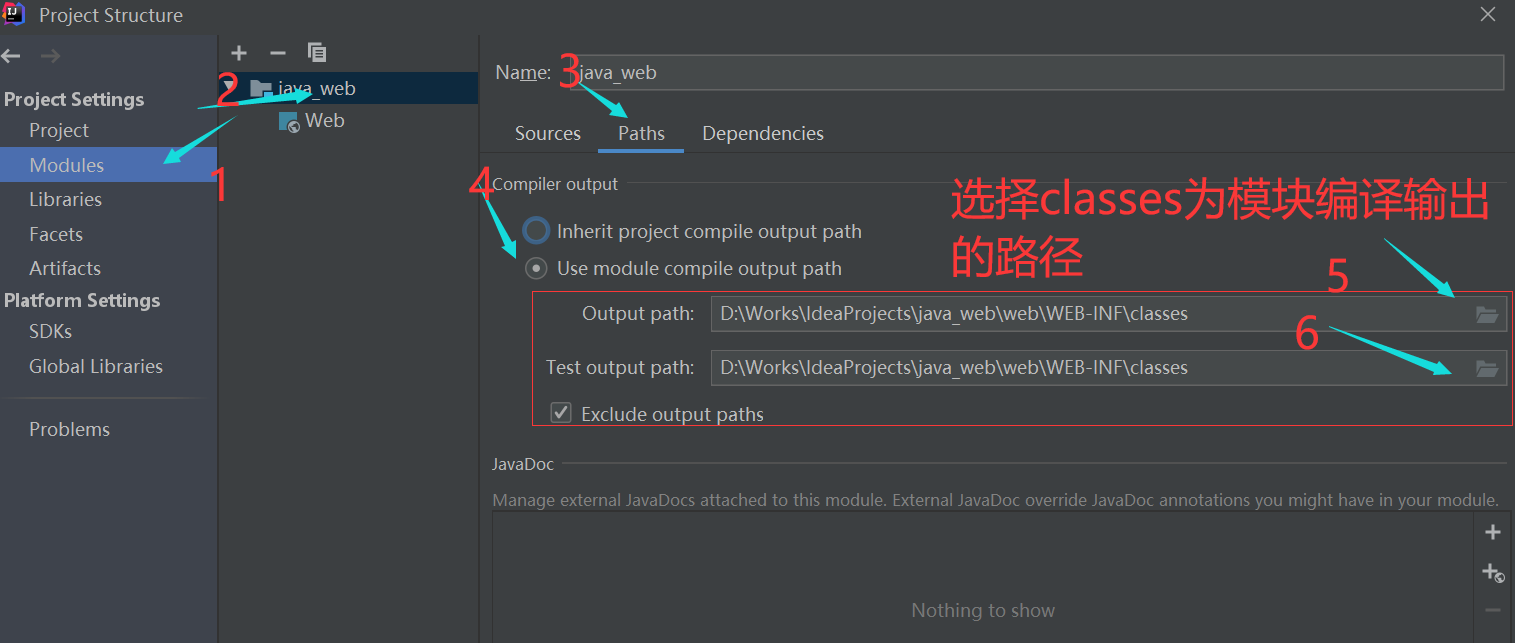 Project Structure
Project Settings
Project
Modules
Libraries
Facets
Artifacts
Platform Settings
SDKs
Global Libraries
Problems
1
2
java_web
Web
Name:
3
java_web
Sources
Paths
Dependencies
4
Compiler output
选择classes为模块编译输出
的路径
Inherit project compile output path
Use module compile output path
5
Output path:
D:\Works\IdeaProjects\java_web\web\WEB-INF\classes
6
Test output path:
D:\Works\IdeaProjects\java_web\web\WEB-INF\classes
Exclude output paths
JavaDoc
Manage external JavaDocs attached to this module. External JavaDoc override JavaDoc annotations you might have in your module.
Nothing to show